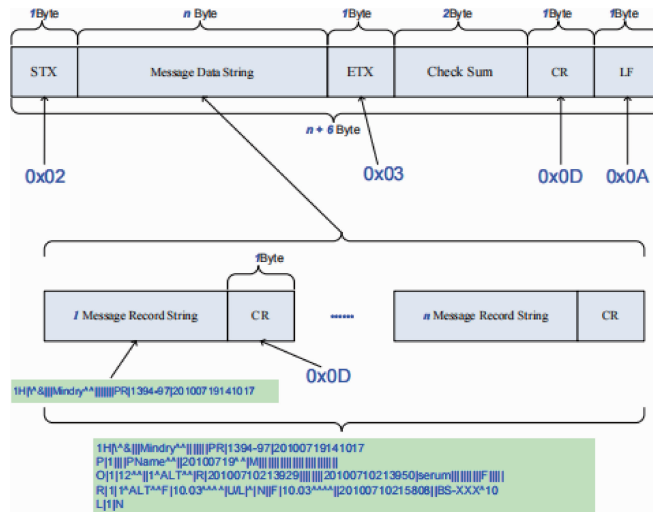 1Byte n Byte 1Byte 2Byte 1Byte 1Byte
STX Message Data String ETX Check Sum CR LF
n + 6 Byte
0x02 0x03 0x0D 0x0A
1Byte
1 Message Record String CR ...... n Message Record String CR
0x0D
1H|\^&|||Mindry^^|||||||PR|1394-97|20100719141017
1H|\^&|||Mindry^^|||||||PR|1394-97|20100719141017
P|1||||PName^^||20100719^^|M||||||||||||||||||||||||||
O|1|12^^||1^ALT^^|R|20100710213929|||||||||20100710213950|serum||||||||||F|||||
R|1|1^ALT^^F|10.03^^^^|U/L|^|N||F|10.03^^^^||20100710215808||BS-XXX^10
L|1|N